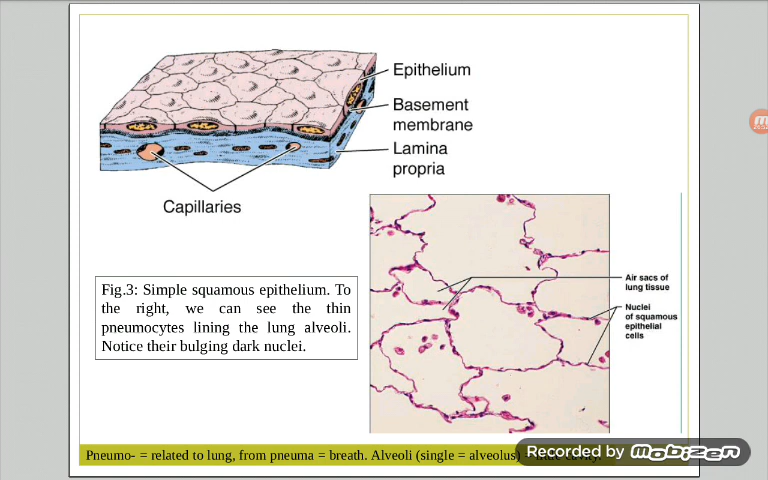 Epithelium
Basement
membrane
Lamina
propria
Capillaries
Air sacs of
lung tissue
Nuclei
of squamous
epithelial
cells
Fig.3: Simple squamous epithelium. To
the right, we can see the thin
pneumocytes lining the lung alveoli.
Notice their bulging dark nuclei.
Pneumo- = related to lung, from pneuma = breath. Alveoli (single = alveolus)
Recorded by mobizen